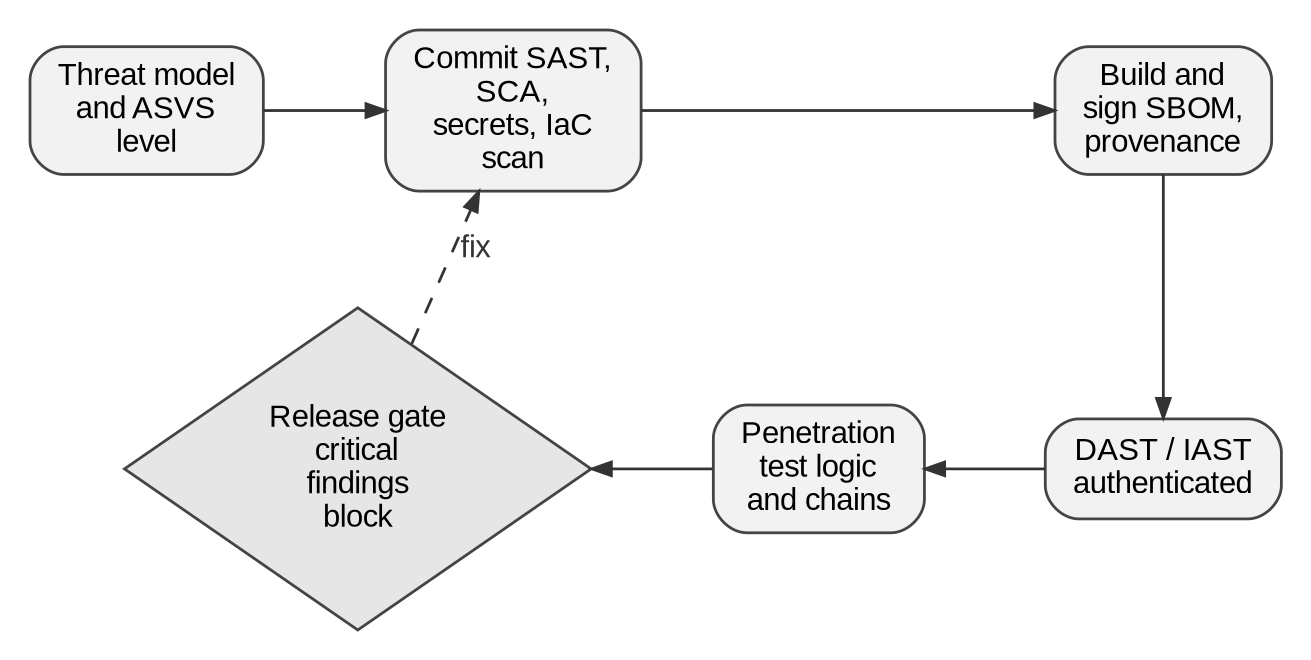 Threat model
and ASVS
level
Commit SAST,
SCA,
secrets, IaC
scan
Build and
sign SBOM,
provenance
fix
Release gate
critical
findings
block
Penetration
test logic
and chains
DAST / IAST
authenticated